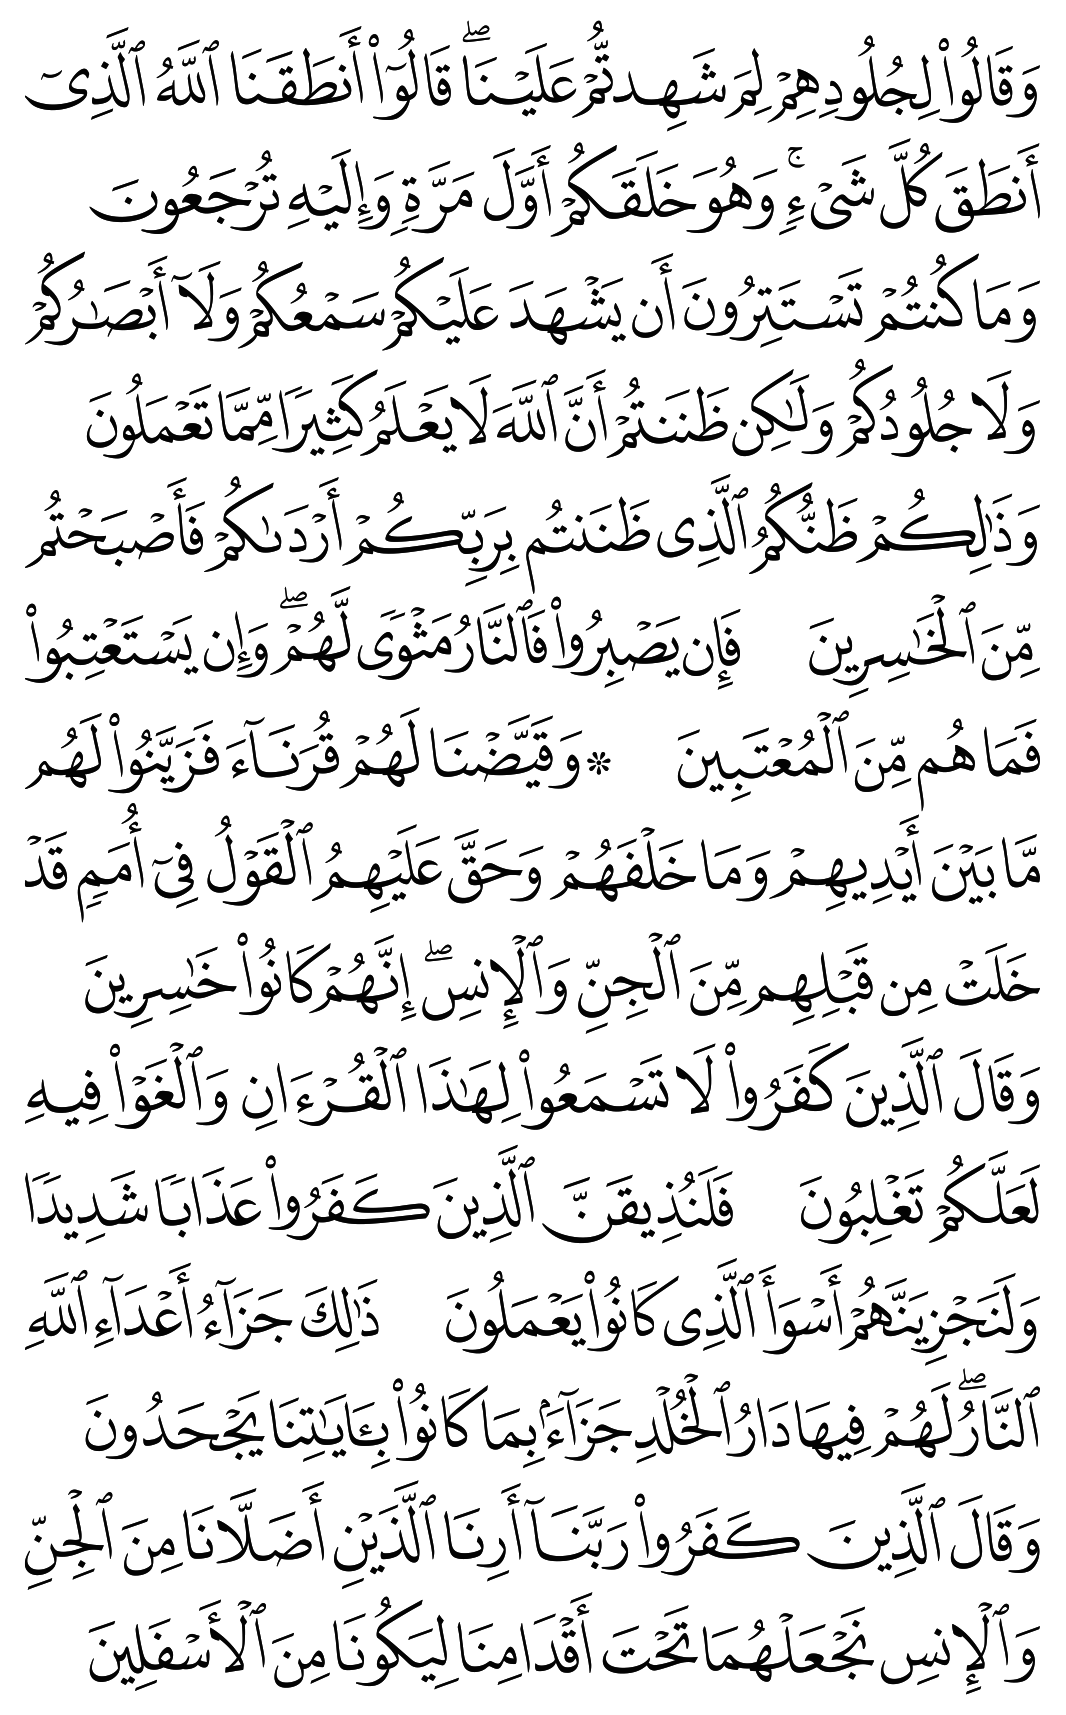 وَقَالُوا۟ لِجُلُودِهِمْ لِمَ شَهِدتُّمْ عَلَيْنَا ۖ قَالُوٓا۟ أَنطَقَنَا ٱللَّهُ ٱلَّذِىٓ
أَنطَقَ كُلَّ شَىْءٍ ۚ وَهُوَ خَلَقَكُمْ أَوَّلَ مَرَّةٍ وَإِلَيْهِ تُرْجَعُونَ
وَمَا كُنتُمْ تَسْتَتِرُونَ أَن يَشْهَدَ عَلَيْكُمْ سَمْعُكُمْ وَلَآ أَبْصَٰرُكُمْ
وَلَا جُلُودُكُمْ وَلَٰكِن ظَنَنتُمْ أَنَّ ٱللَّهَ لَا يَعْلَمُ كَثِيرًا مِّمَّا تَعْمَلُونَ
وَذَٰلِكُمْ ظَنُّكُمُ ٱلَّذِى ظَنَنتُم بِرَبِّكُمْ أَرْدَىٰكُمْ فَأَصْبَحْتُم
مِّنَ ٱلْخَٰسِرِينَ فَإِن يَصْبِرُوا۟ فَٱلنَّارُ مَثْوًى لَّهُمْ ۖ وَإِن يَسْتَعْتِبُوا۟
فَمَا هُم مِّنَ ٱلْمُعْتَبِينَ ۞ وَقَيَّضْنَا لَهُمْ قُرَنَآءَ فَزَيَّنُوا۟ لَهُم
مَّا بَيْنَ أَيْدِيهِمْ وَمَا خَلْفَهُمْ وَحَقَّ عَلَيْهِمُ ٱلْقَوْلُ فِىٓ أُمَمٍ قَدْ
خَلَتْ مِن قَبْلِهِم مِّنَ ٱلْجِنِّ وَٱلْإِنسِ ۖ إِنَّهُمْ كَانُوا۟ خَٰسِرِينَ
وَقَالَ ٱلَّذِينَ كَفَرُوا۟ لَا تَسْمَعُوا۟ لِهَٰذَا ٱلْقُرْءَانِ وَٱلْغَوْا۟ فِيهِ
لَعَلَّكُمْ تَغْلِبُونَ فَلَنُذِيقَنَّ ٱلَّذِينَ كَفَرُوا۟ عَذَابًا شَدِيدًا
وَلَنَجْزِيَنَّهُمْ أَسْوَأَ ٱلَّذِى كَانُوا۟ يَعْمَلُونَ ذَٰلِكَ جَزَآءُ أَعْدَآءِ ٱللَّهِ
ٱلنَّارُ ۖ لَهُمْ فِيهَا دَارُ ٱلْخُلْدِ جَزَآءًۢ بِمَا كَانُوا۟ بِـَٔايَٰتِنَا يَجْحَدُونَ
وَقَالَ ٱلَّذِينَ كَفَرُوا۟ رَبَّنَآ أَرِنَا ٱلَّذَيْنِ أَضَلَّانَا مِنَ ٱلْجِنِّ
وَٱلْإِنسِ نَجْعَلْهُمَا تَحْتَ أَقْدَامِنَا لِيَكُونَا مِنَ ٱلْأَسْفَلِينَ